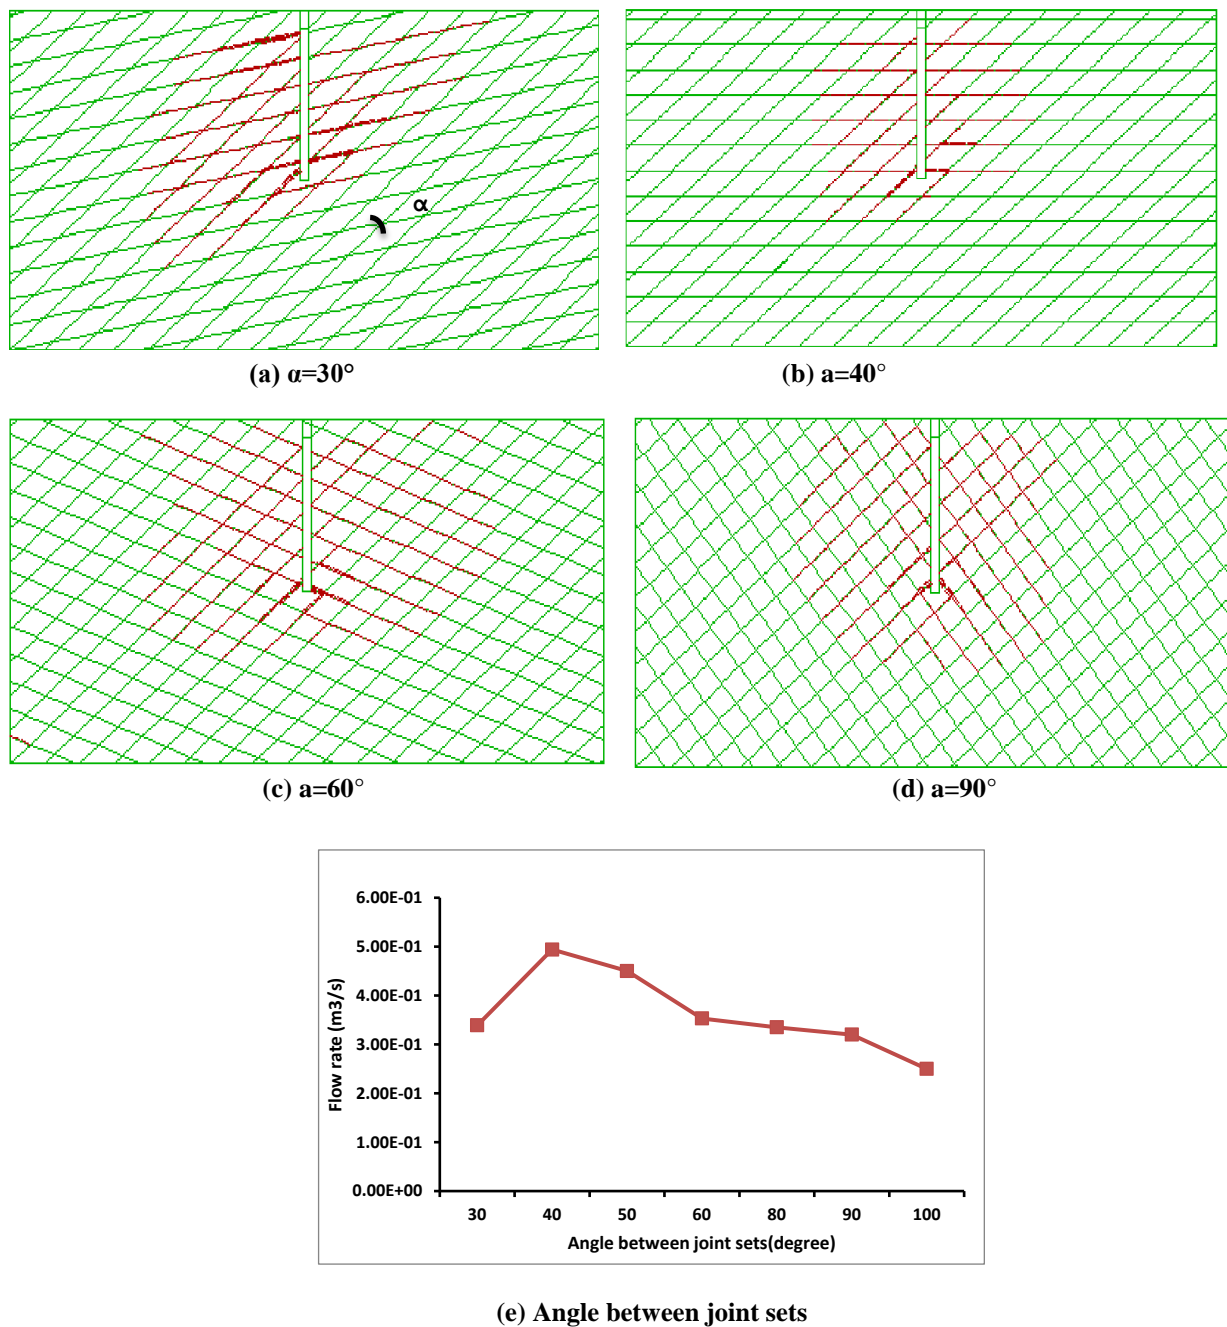 α
(a) α=30°
(b) a=40°
(c) a=60°
(d) a=90°
6.00E-01
5.00E-01
4.00E-01
3.00E-01
2.00E-01
1.00E-01
0.00E+00
Flow rate (m3/s)
30 40 50 60 80 90 100
Angle between joint sets(degree)
(e) Angle between joint sets